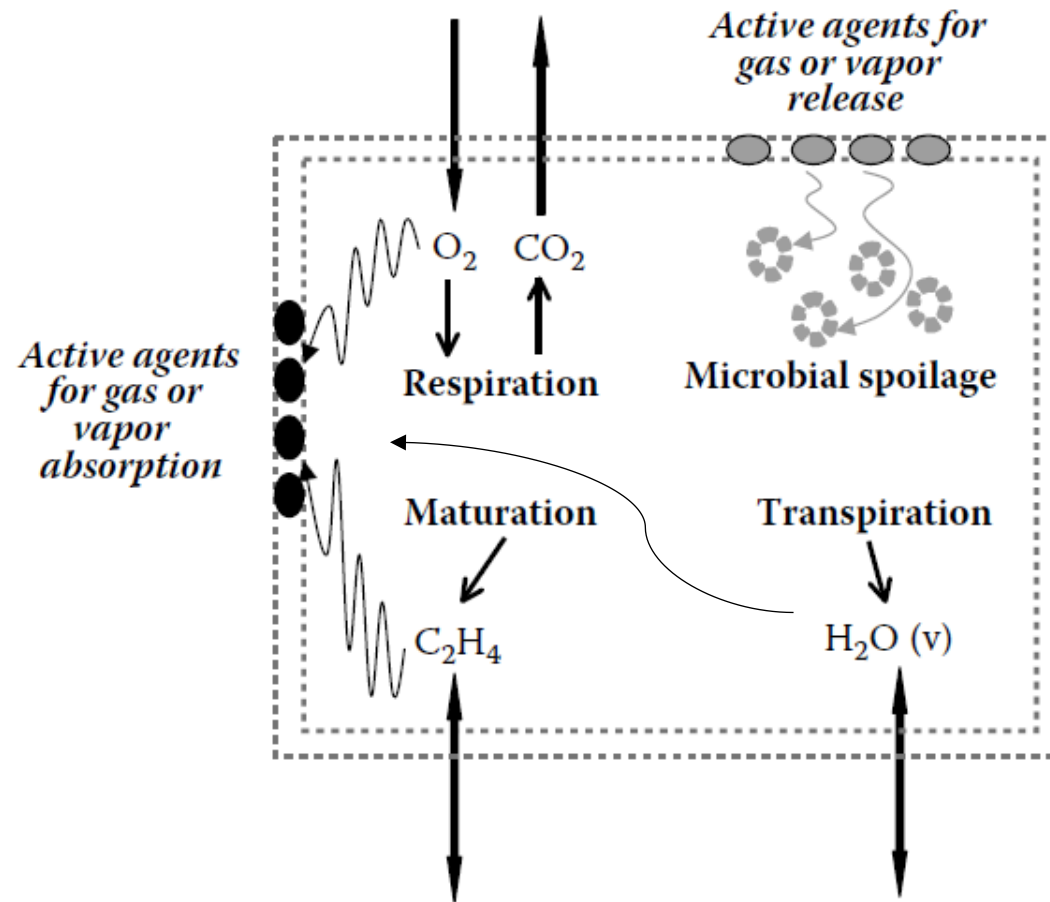 Active agents for
gas or vapor
release
O₂
CO₂
Active agents
for gas or
vapor
absorption
Respiration
Microbial spoilage
Maturation
Transpiration
C₂H₄
H₂O (v)